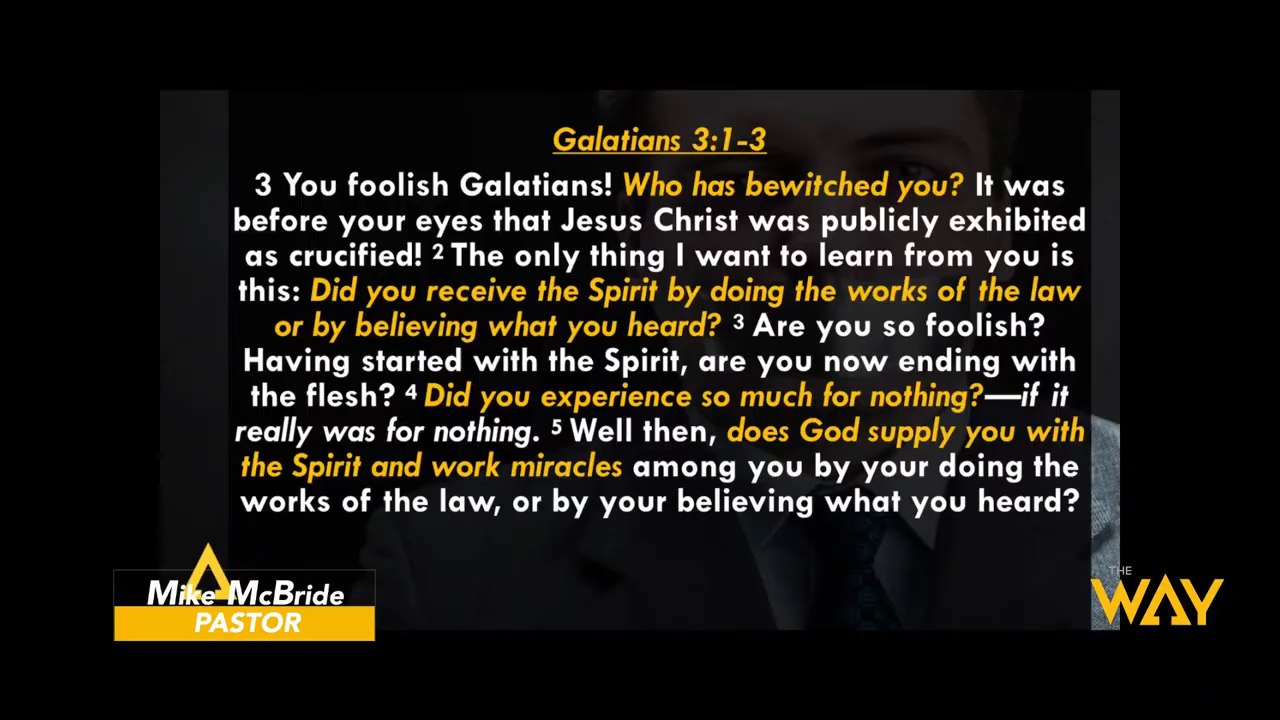 Galatians 3:1-3
3 You foolish Galatians! Who has bewitched you? It was
before your eyes that Jesus Christ was publicly exhibited
as crucified! 2 The only thing I want to learn from you is
this: Did you receive the Spirit by doing the works of the law
or by believing what you heard? 3 Are you so foolish?
Having started with the Spirit, are you now ending with
the flesh? 4 Did you experience so much for nothing?—if it
really was for nothing. 5 Well then, does God supply you with
the Spirit and work miracles among you by your doing the
works of the law, or by your believing what you heard?
Mike McBride
PASTOR
THE
WAY